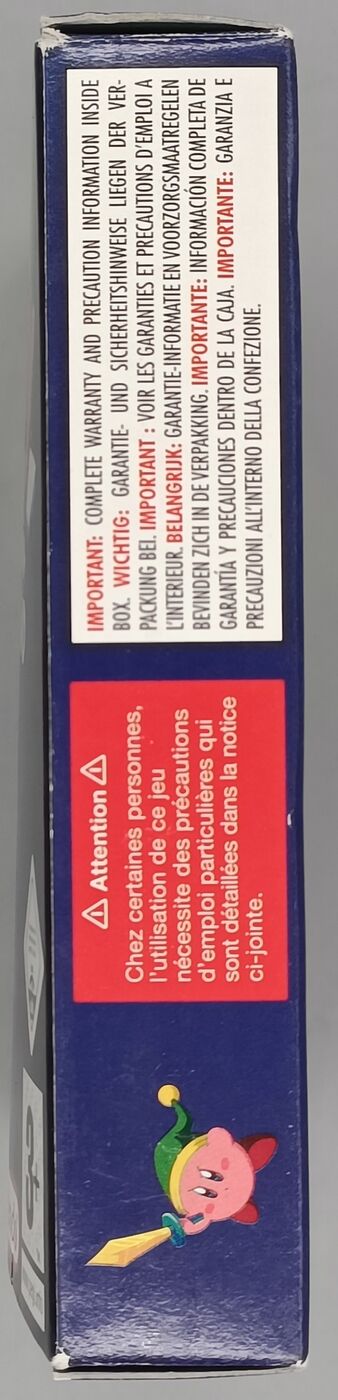 IMPORTANT: COMPLETE WARRANTY AND PRECAUTION INFORMATION INSIDE
BOX. WICHTIG: GARANTIE- UND SICHERHEITSHINWEISE LIEGEN DER VER-
PACKUNG BEI. IMPORTANT : VOIR LES GARANTIES ET PRECAUTIONS D'EMPLOI A
L'INTERIEUR. BELANGRIJK: GARANTIE-INFORMATIE EN VOORZORGSMAATREGELEN
BEVINDEN ZICH IN DE VERPAKKING. IMPORTANTE: INFORMACIÓN COMPLETA DE
GARANTÍA Y PRECAUCIONES DENTRO DE LA CAJA. IMPORTANTE: GARANZIA E
PRECAUZIONI ALL'INTERNO DELLA CONFEZIONE.
Attention
Chez certaines personnes,
l'utilisation de ce jeu
nécessite des précautions
d'emploi particulières qui
sont détaillées dans la notice
ci-jointe.
3+